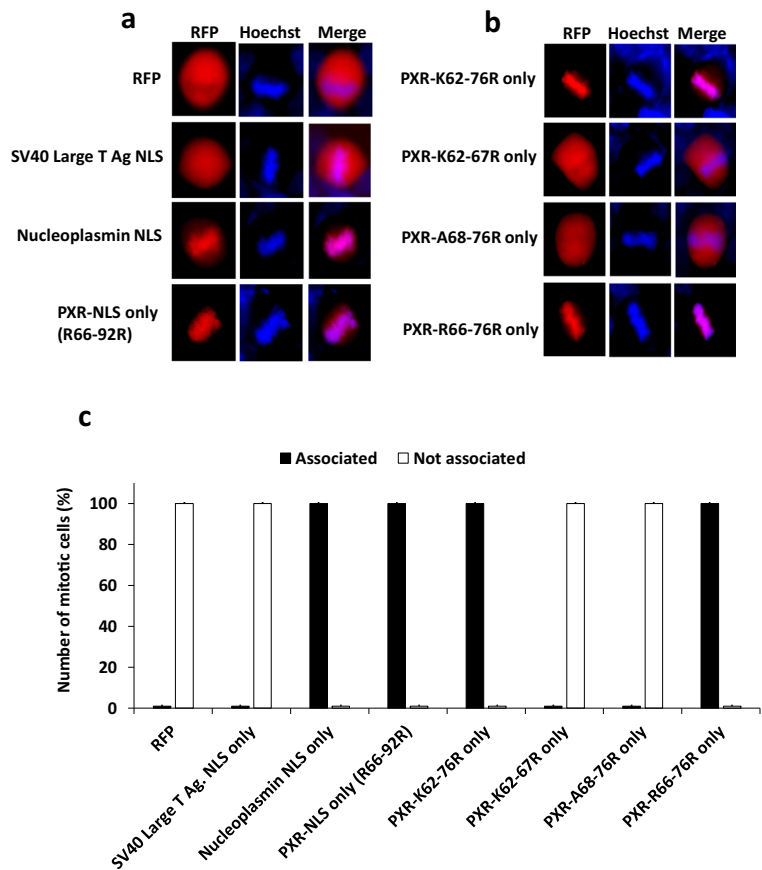 a
RFP Hoechst Merge
RFP
SV40 Large T Ag NLS
Nucleoplasmin NLS
PXR-NLS only
(R66-92R)
b
RFP Hoechst Merge
PXR-K62-76R only
PXR-K62-67R only
PXR-A68-76R only
PXR-R66-76R only
c
Associated Not associated
Number of mitotic cells (%)
100
80
60
40
20
0
RFP
SV40 Large T Ag. NLS only
Nucleoplasmin NLS only
PXR-NLS only (R66-92R)
PXR-K62-76R only
PXR-K62-67R only
PXR-A68-76R only
PXR-R66-76R only